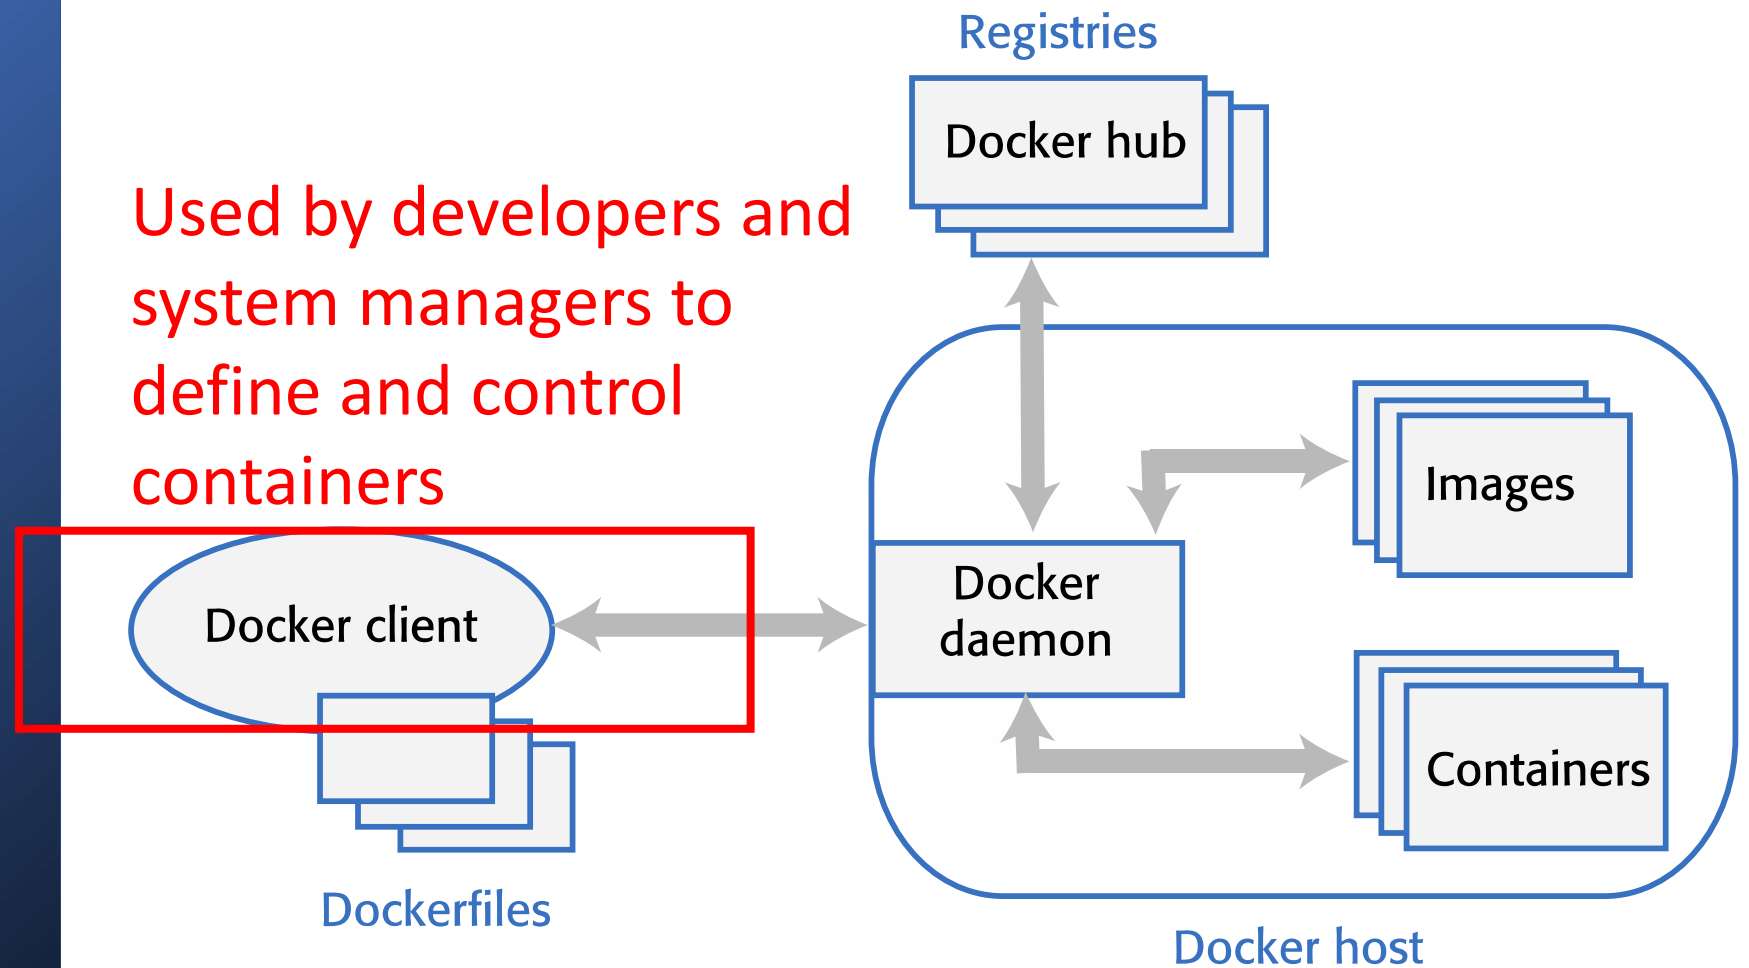 Registries
Docker hub
Used by developers and
system managers to
define and control
containers
Images
Docker
daemon
Docker client
Containers
Dockerfiles
Docker host